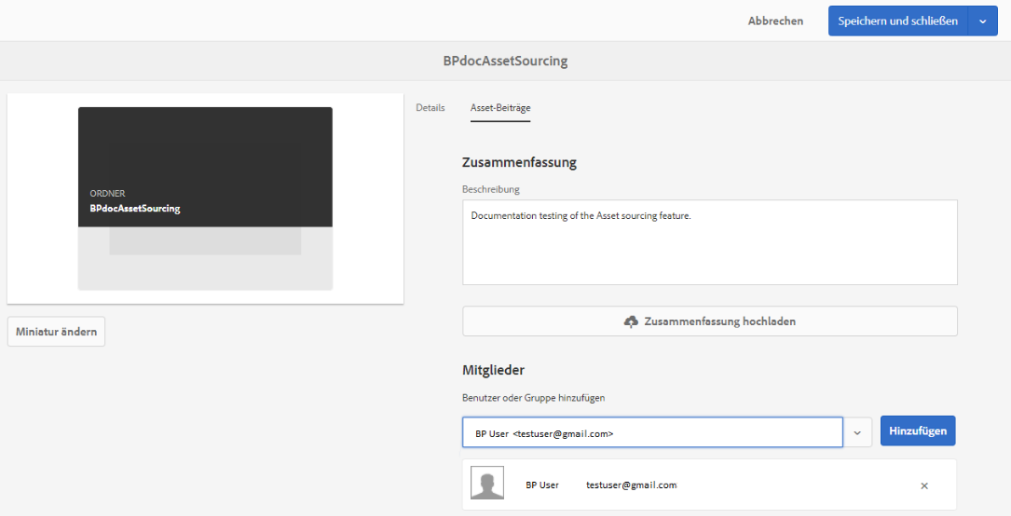 Abbrechen
Speichern und schließen
BPdocAssetSourcing
Details
Asset-Beiträge
ORDNER
BPdocAssetSourcing
Miniatur ändern
Zusammenfassung
Beschreibung
Documentation testing of the Asset sourcing feature.
Zusammenfassung hochladen
Mitglieder
Benutzer oder Gruppe hinzufügen
BP User <testuser@gmail.com>
Hinzufügen
BP User testuser@gmail.com